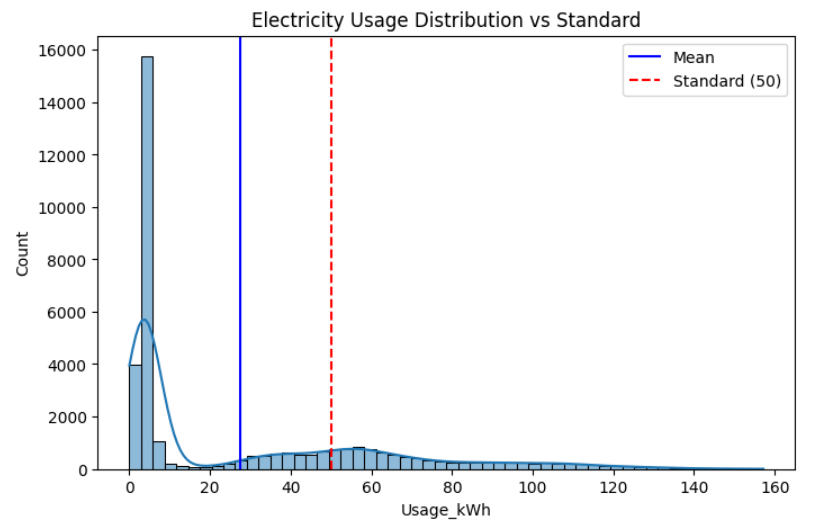 Electricity Usage Distribution vs Standard
Mean
Standard (50)
16000
14000
12000
10000
8000
6000
4000
2000
0
Count
0 20 40 60 80 100 120 140 160
Usage_kWh